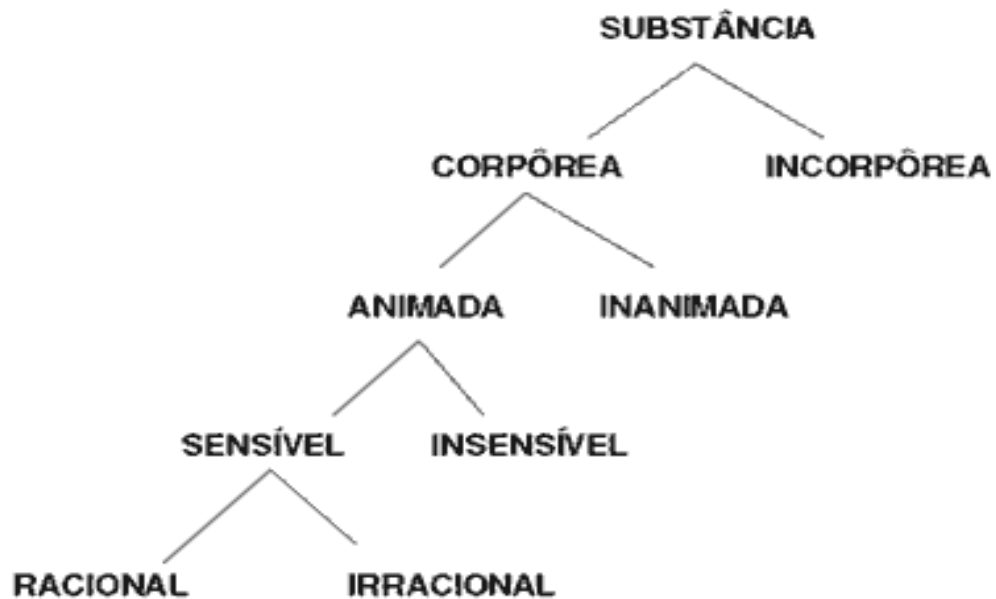 SUBSTÂNCIA
CORPÔREA INCORPÔREA
ANIMADA INANIMADA
SENSÍVEL INSENSÍVEL
RACIONAL IRRACIONAL